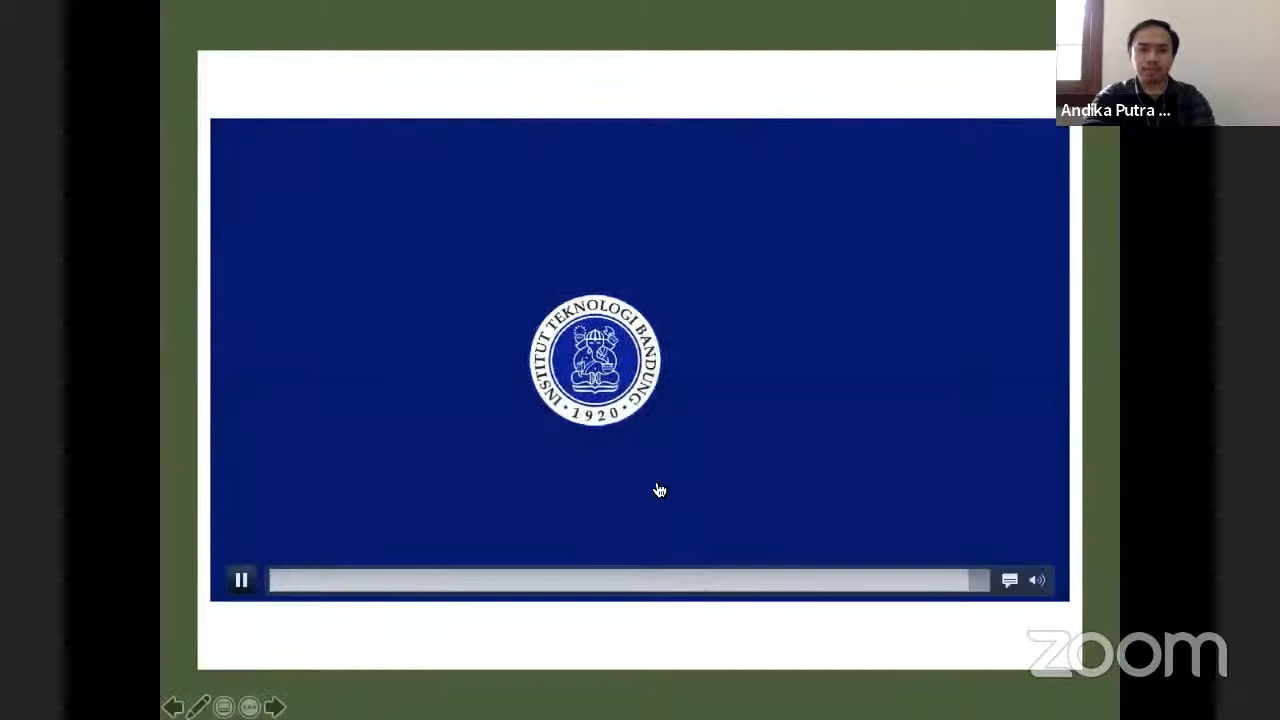 Andika Putra ...
INSTITUT TEKNOLOGI BANDUNG
• 1920 •
zoom